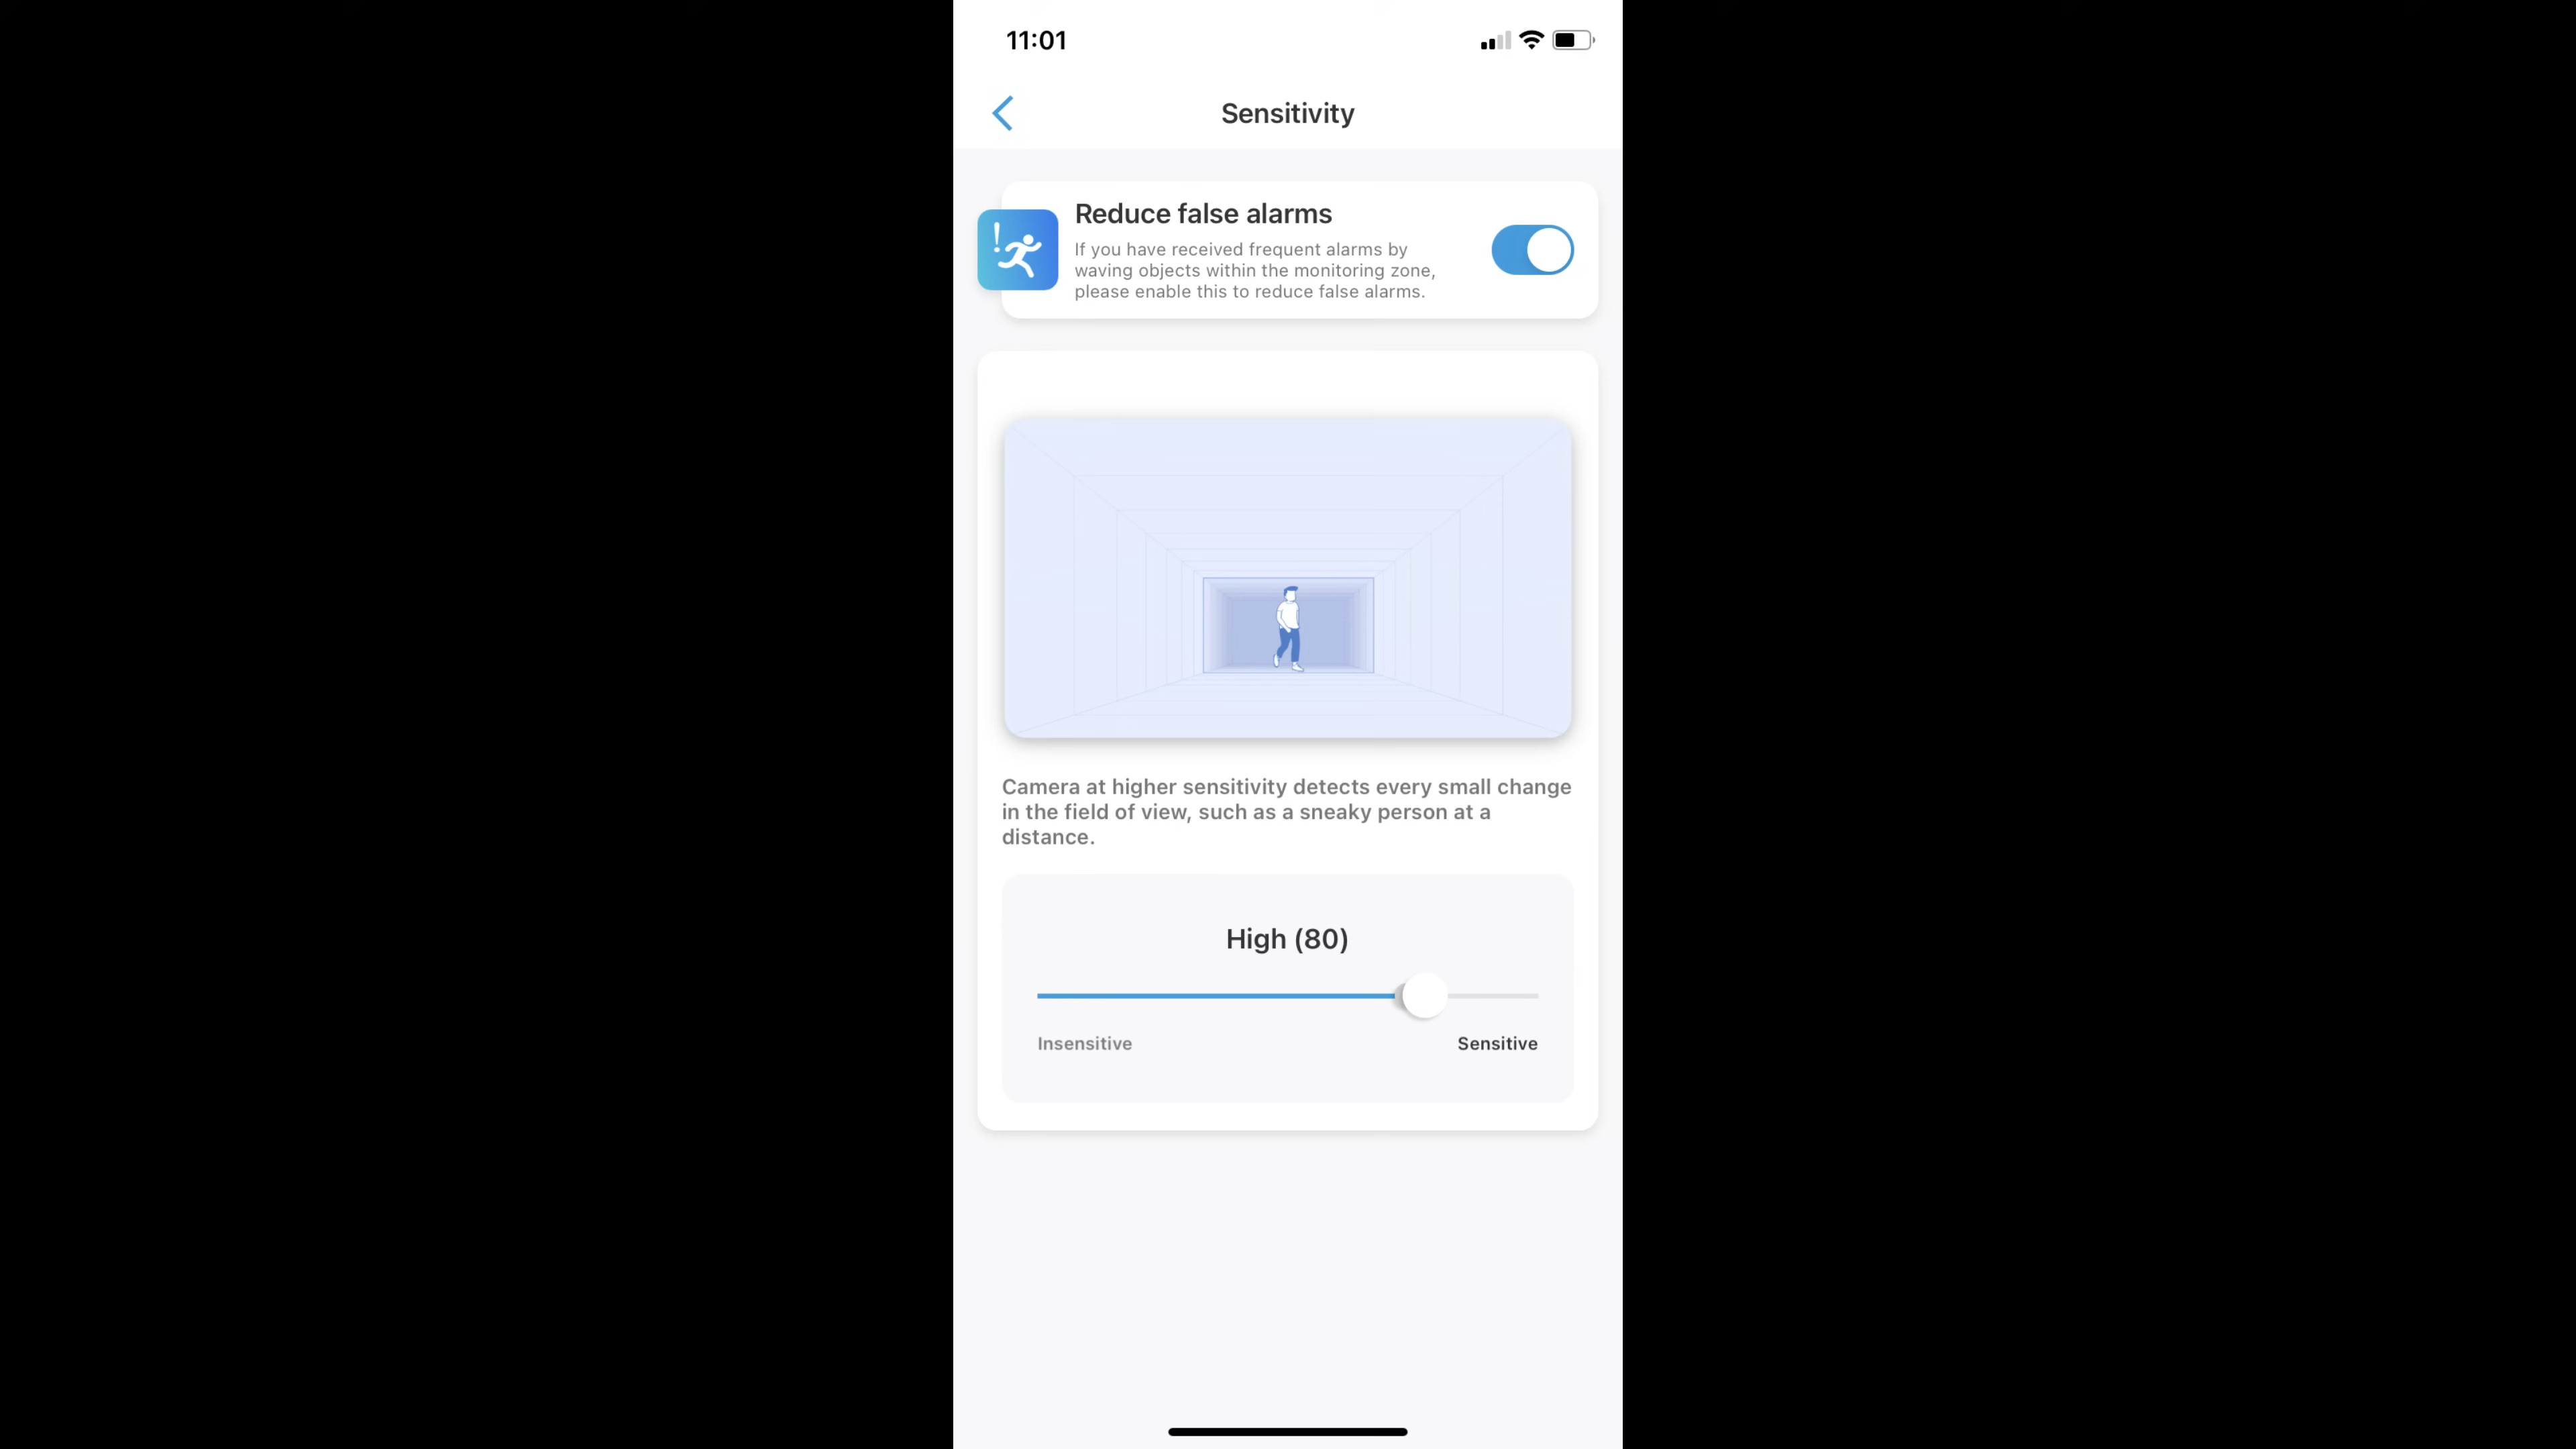 11:01
Sensitivity
Reduce false alarms
If you have received frequent alarms by
waving objects within the monitoring zone,
please enable this to reduce false alarms.
Camera at higher sensitivity detects every small change
in the field of view, such as a sneaky person at a
distance.
High (80)
Insensitive
Sensitive